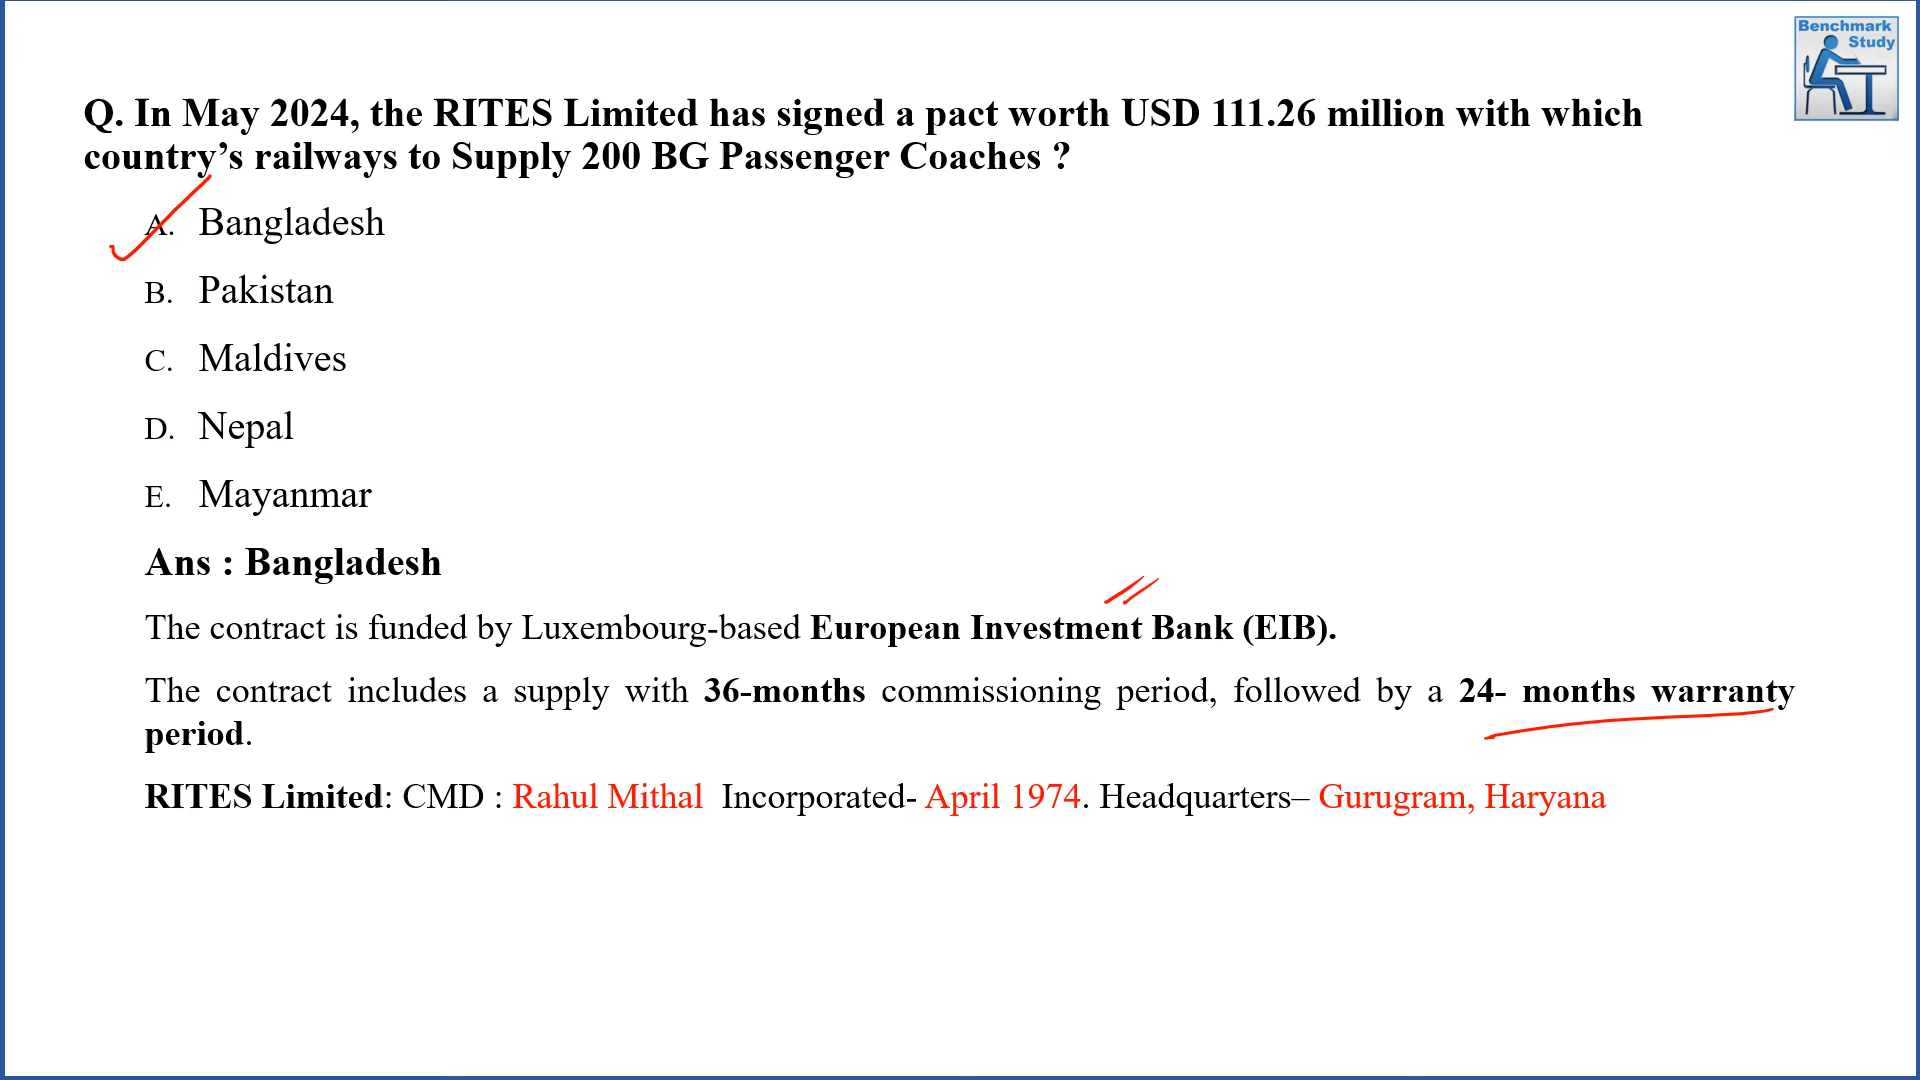 Benchmark
Study
Q. In May 2024, the RITES Limited has signed a pact worth USD 111.26 million with which
country’s railways to Supply 200 BG Passenger Coaches ?
A. Bangladesh
B. Pakistan
C. Maldives
D. Nepal
E. Mayanmar
Ans : Bangladesh
The contract is funded by Luxembourg-based European Investment Bank (EIB).
The contract includes a supply with 36-months commissioning period, followed by a 24- months warranty
period.
RITES Limited: CMD : Rahul Mithal Incorporated- April 1974. Headquarters– Gurugram, Haryana